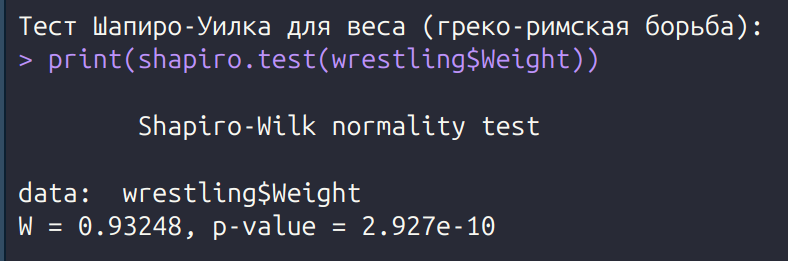 Тест Шапиро-Уилка для веса (греко-римская борьба):
> print(shapiro.test(wrestling$Weight))
Shapiro-Wilk normality test
data:  wrestling$Weight
W = 0.93248, p-value = 2.927e-10